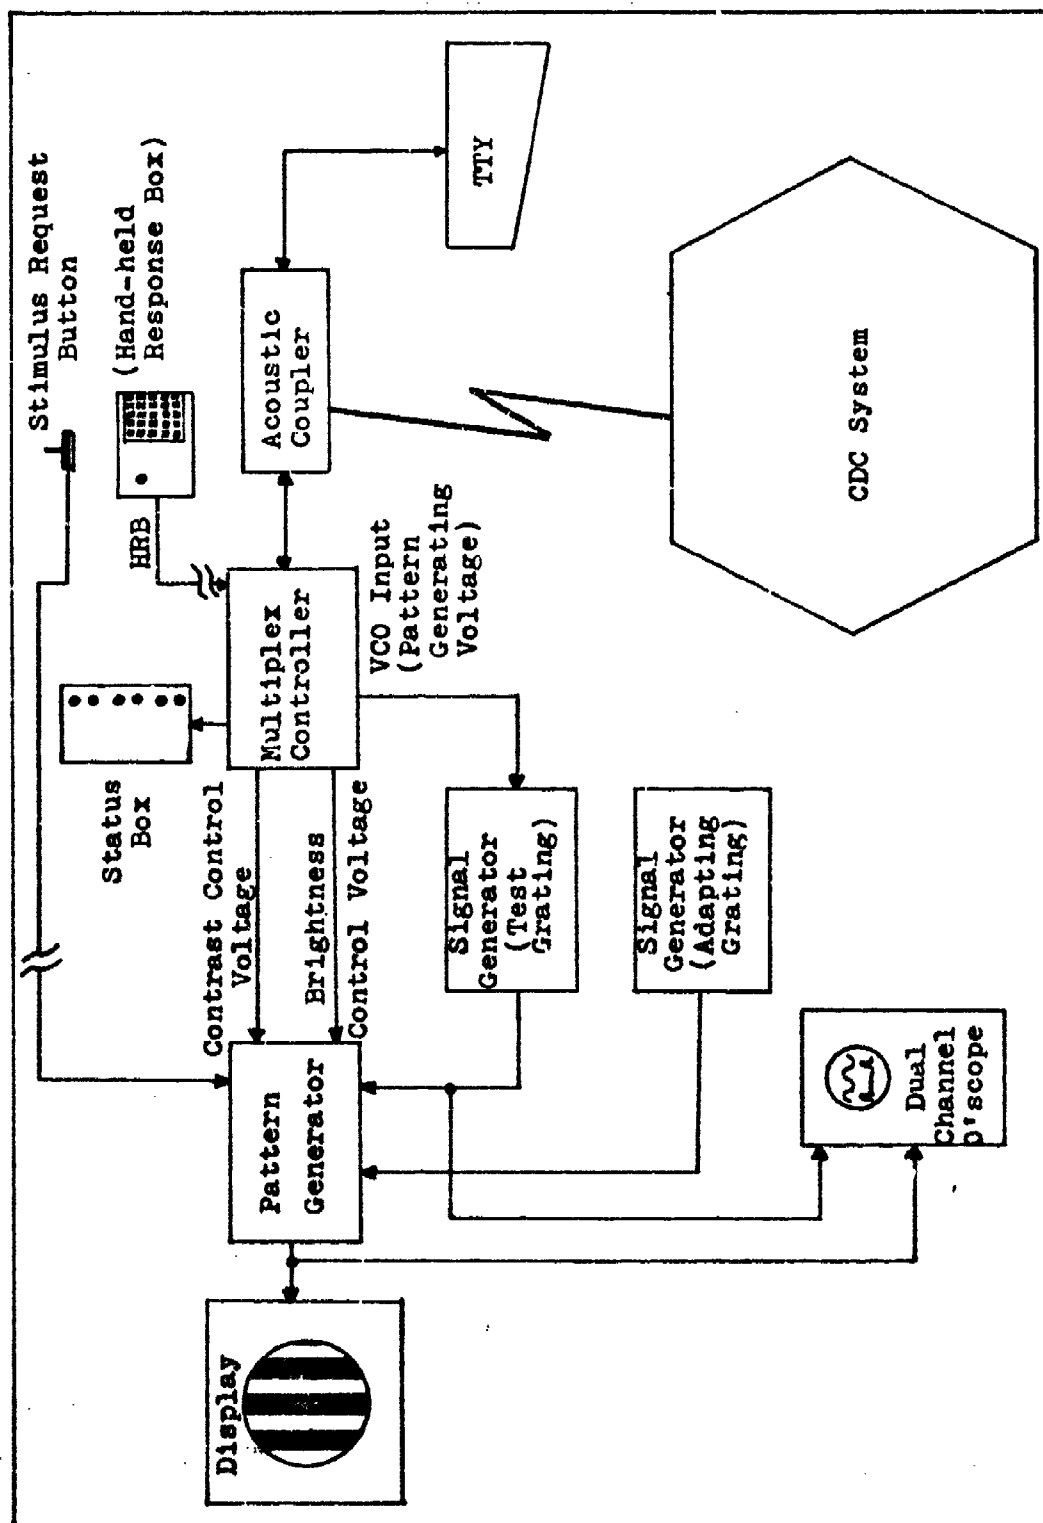 Stimulus Request
Button
(Hand-held
Response Box)
HRB
Status
Box
Contrast Control
Voltage
Brightness
Control Voltage
Display
Pattern
Generator
Multiplex
Controller
Acoustic
Coupler
TTY
VCO Input
(Pattern
Generating
Voltage)
Signal
Generator
(Test
Grating)
Signal
Generator
(Adapting
Grating)
Dual
Channel
O'scope
CDC System